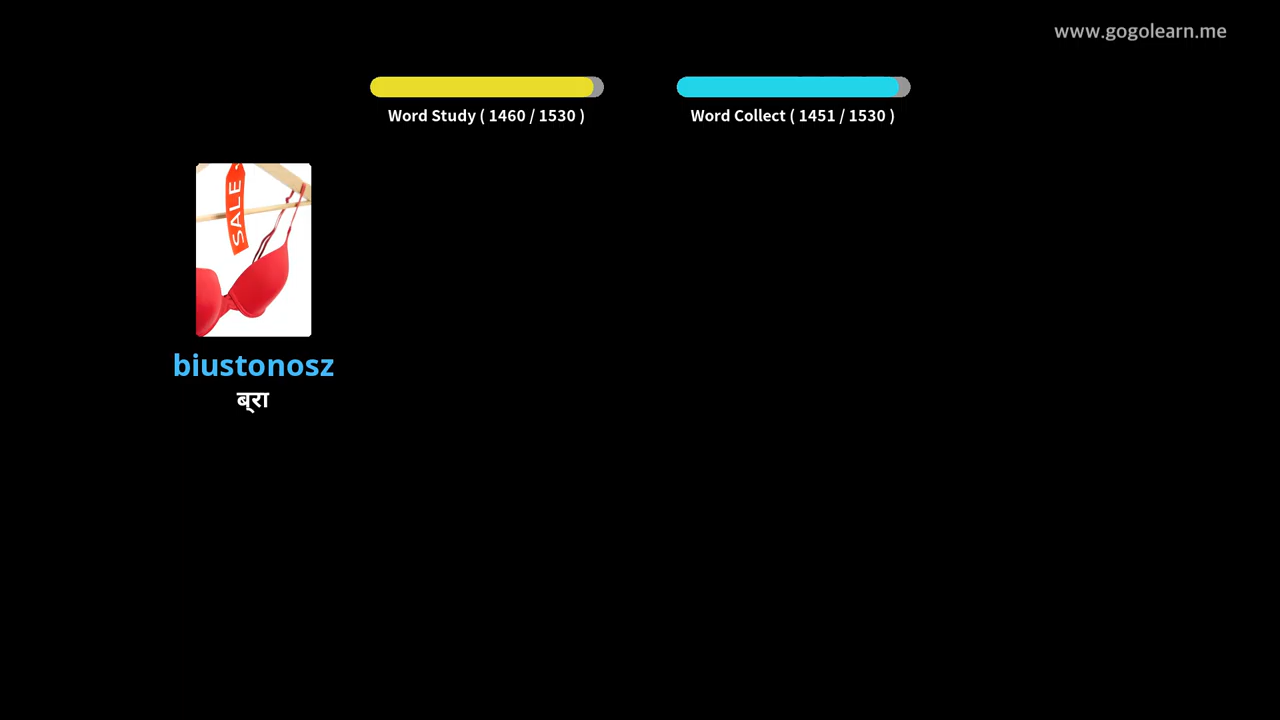 www.gogolearn.me
Word Study ( 1460 / 1530 )
Word Collect ( 1451 / 1530 )
SALE
biustonosz
ब्रा